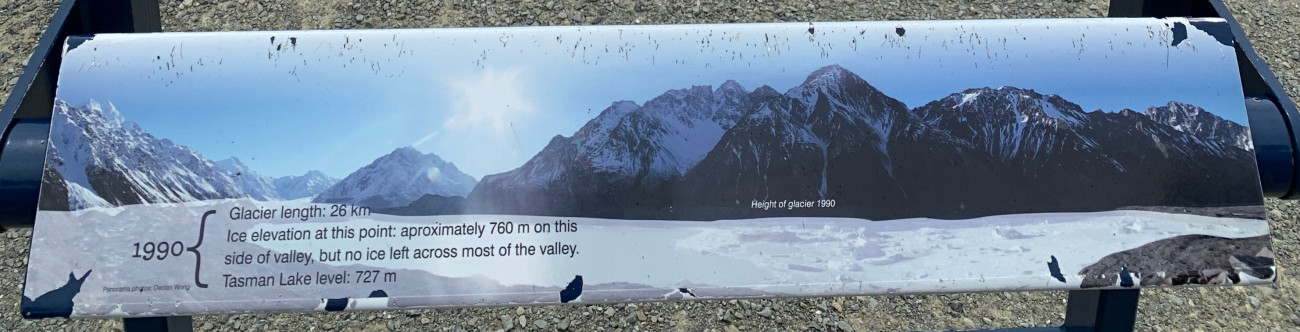 Height of glacier 1990
1990
Glacier length: 26 km
Ice elevation at this point: aproximately 760 m on this
side of valley, but no ice left across most of the valley.
Tasman Lake level: 727 m
Panorama photos: Declan Wong